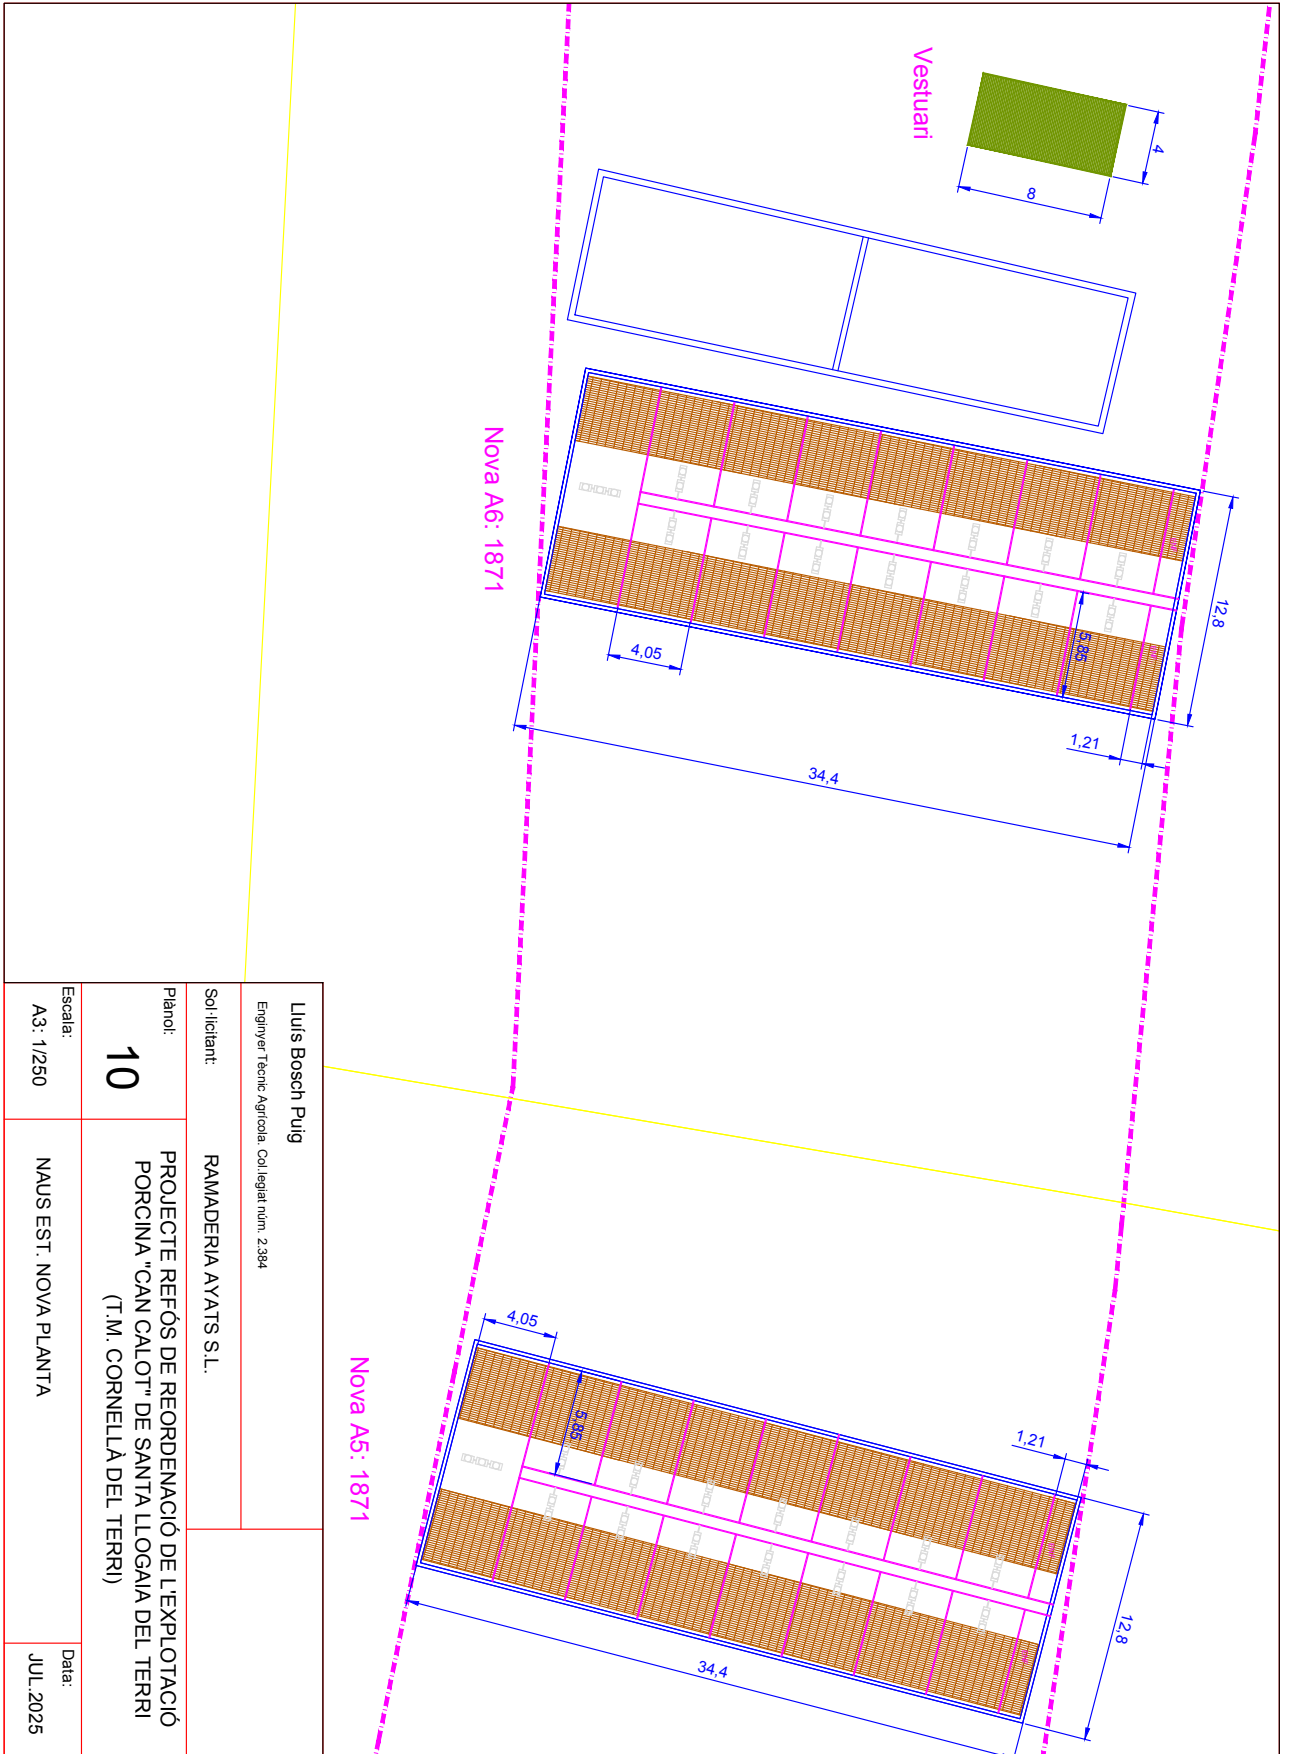 Vestuari
4
8
Nova A6: 1871
12,8
5,85
4,05
1,21
34,4
Nova A5: 1871
4,05
5,85
1,21
12,8
34,4
Lluís Bosch Puig
Enginyer Tècnic Agrícola. Col.legiat núm. 2.384
Sol·licitant:
RAMADERIA AYATS S.L.
Plànol:
10
PROJECTE REFÓS DE REORDENACIÓ DE L'EXPLOTACIÓ
PORCINA "CAN CALOT" DE SANTA LLOGAIA DEL TERRI
(T.M. CORNELLÀ DEL TERRI)
Escala:
A3: 1/250
NAUS EST. NOVA PLANTA
Data:
JUL.2025